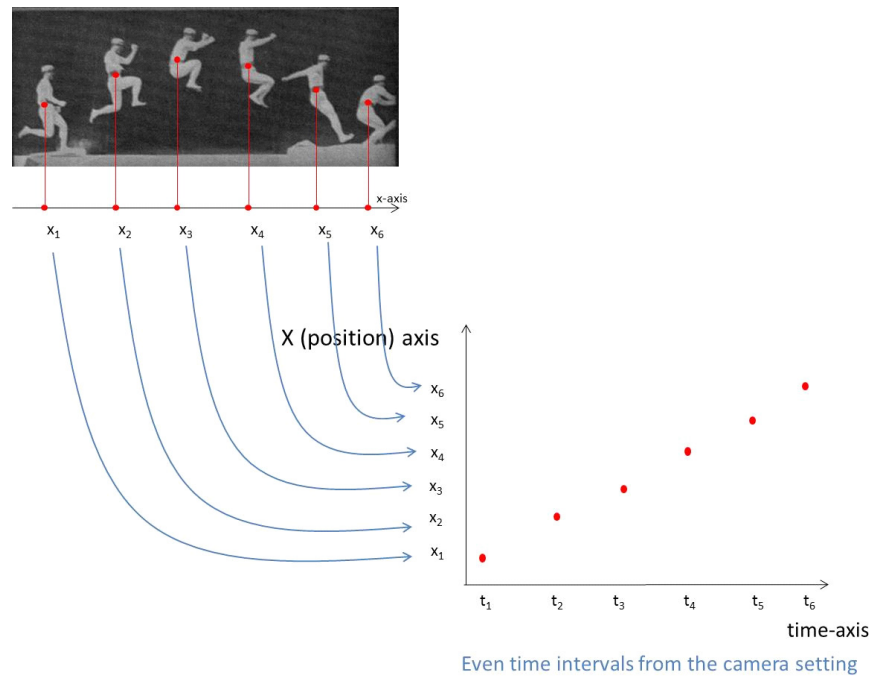 x-axis
x₁ x₂ x₃ x₄ x₅ x₆
X (position) axis
x₆
x₅
x₄
x₃
x₂
x₁
t₁ t₂ t₃ t₄ t₅ t₆
time-axis
Even time intervals from the camera setting